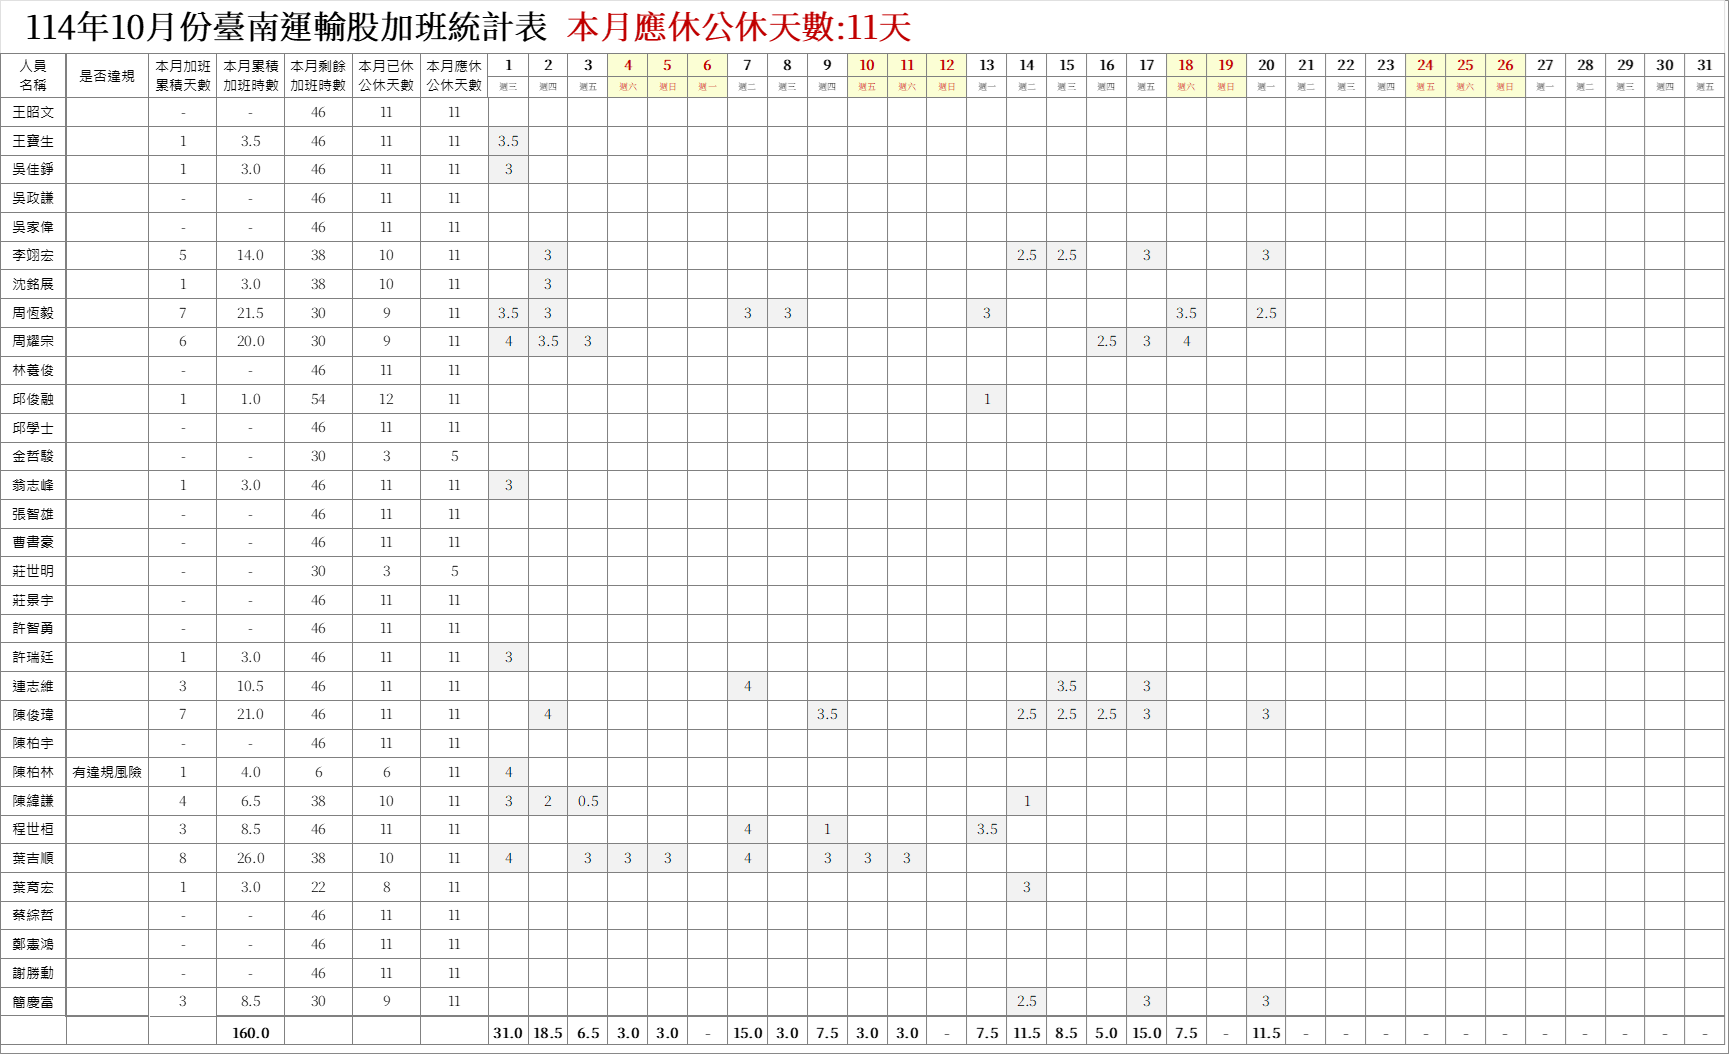 114年10月份臺南運輸股加班統計表 本月應休公休天數:11天
人員名稱 是否違規 本月加班累積天數 本月累積加班時數 本月剩餘加班時數 本月已休公休天數 本月應休公休天數 1 2 3 4 5 6 7 8 9 10 11 12 13 14 15 16 17 18 19 20 21 22 23 24 25 26 27 28 29 30 31
週三 週四 週五 週六 週日 週一 週二 週三 週四 週五 週六 週日 週一 週二 週三 週四 週五 週六 週日 週一 週二 週三 週四 週五 週六 週日 週一 週二 週三 週四 週五
王昭文 - - 46 11 11
王寶生 1 3.5 46 11 11 3.5
吳佳錚 1 3.0 46 11 11 3
吳政謙 - - 46 11 11
吳家偉 - - 46 11 11
李翊宏 5 14.0 38 10 11 3 2.5 2.5 3 3
沈銘展 1 3.0 38 10 11 3
周恆毅 7 21.5 30 9 11 3.5 3 3 3 3 3.5 2.5
周耀宗 6 20.0 30 9 11 4 3.5 3 2.5 3 4
林義俊 - - 46 11 11
邱俊融 1 1.0 54 12 11 1
邱學士 - - 46 11 11
金哲駿 - - 30 3 5
翁志峰 1 3.0 46 11 11 3
張智雄 - - 46 11 11
曹書豪 - - 46 11 11
莊世明 - - 30 3 5
莊景宇 - - 46 11 11
許智勇 - - 46 11 11
許瑞廷 1 3.0 46 11 11 3
連志維 3 10.5 46 11 11 4 3.5 3
陳俊瑋 7 21.0 46 11 11 4 3.5 2.5 2.5 2.5 3 3
陳柏宇 - - 46 11 11
陳柏林 有違規風險 1 4.0 6 6 11 4
陳緯謙 4 6.5 38 10 11 3 2 0.5 1
程世桓 3 8.5 46 11 11 4 1 3.5
葉吉順 8 26.0 38 10 11 4 3 3 3 4 3 3 3
葉育宏 1 3.0 22 8 11 3
蔡綜哲 - - 46 11 11
鄭憲鴻 - - 46 11 11
謝勝動 - - 46 11 11
簡慶富 3 8.5 30 9 11 2.5 3 3
160.0 31.0 18.5 6.5 3.0 3.0 - 15.0 3.0 7.5 3.0 3.0 - 7.5 11.5 8.5 5.0 15.0 7.5 - 11.5 - - - - - - - - - - -